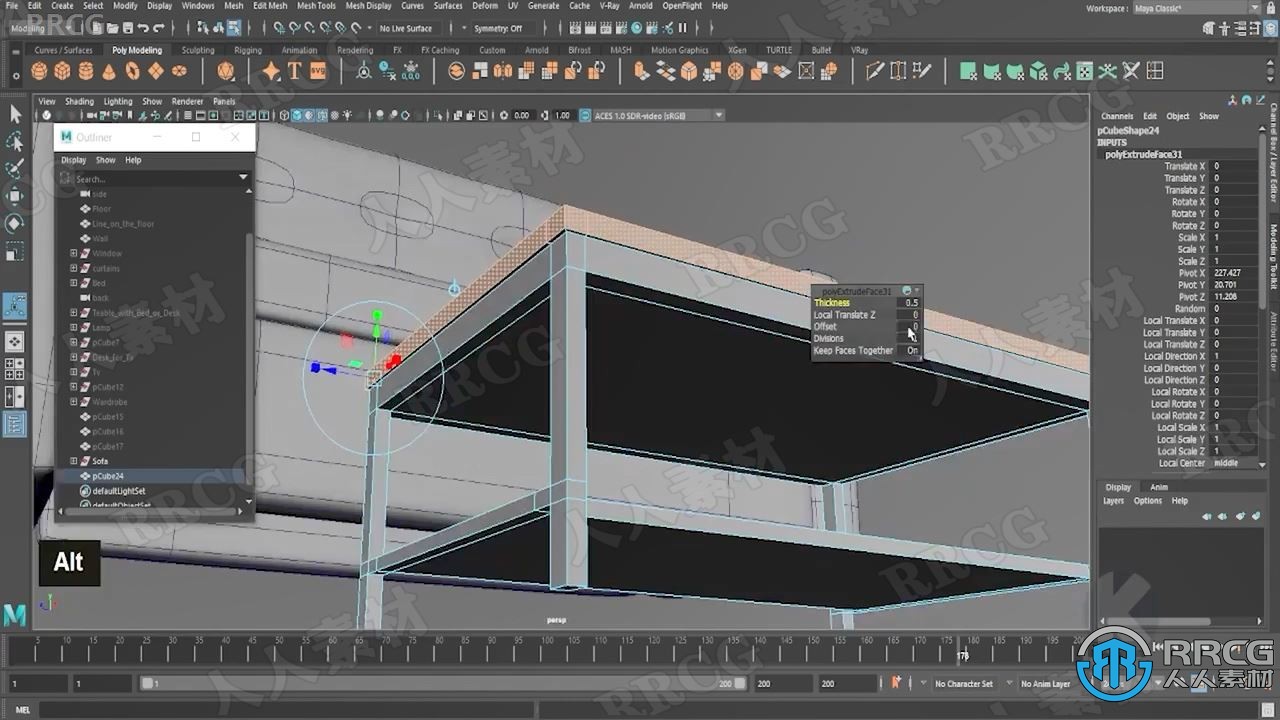 File Edit Create Select Modify Display Windows Mesh Edit Mesh Mesh Tools Mesh Display Curves Surfaces Deform UV Generate Cache V-Ray Arnold OpenFlight Help
Workspace : Maya Classic*
Modeling
No Live Surface
Symmetry: Off
Curves / Surfaces Poly Modeling Sculpting Rigging Animation Rendering FX FX Caching Custom Arnold Bifrost MASH Motion Graphics XGen TURTLE Bullet VRay
View Shading Lighting Show Renderer Panels
0.00 1.00 ACES 1.0 SDR-video (sRGB)
Outliner
Display Show Help
Search...
side
Floor
Line_on_the_floor
Wall
Window
curtains
Bed
back
Teable_with_Bed_or_Desk
Lamp
pCube7
Desk_for_Tv
Tv
pCube12
Wardrobe
pCube15
pCube16
pCube17
Sofa
pCube24
defaultLightSet
defaultObjectSet
Alt
persp
polyExtrudeFace31
Thickness 0.5
Local Translate Z 0
Offset 0
Divisions
Keep Faces Together On
Channels Edit Object Show
pCubeShape24
INPUTS
polyExtrudeFace31
Translate X 0
Translate Y 0
Translate Z 0
Rotate X 0
Rotate Y 0
Rotate Z 0
Scale X 1
Scale Y 1
Scale Z 1
Pivot X 227.427
Pivot Y 20.701
Pivot Z 11.208
Random 0
Local Translate X 0
Local Translate Y 0
Local Translate Z 0
Local Direction X 1
Local Direction Y 0
Local Direction Z 0
Local Rotate X 0
Local Rotate Y 0
Local Rotate Z 0
Local Scale X 1
Local Scale Y 1
Local Scale Z 1
Local Center middle
Channel Box / Layer Editor
Modeling Toolkit
Attribute Editor
Display Anim
Layers Options Help
5 10 15 20 25 30 35 40 45 50 55 60 65 70 75 80 85 90 95 100 105 110 115 120 125 130 135 140 145 150 155 160 165 170 175 180 185 190 195
176
1 1 1 200 200 200 No Character Set No Anim Layer
MEL
RRCG
人人素材